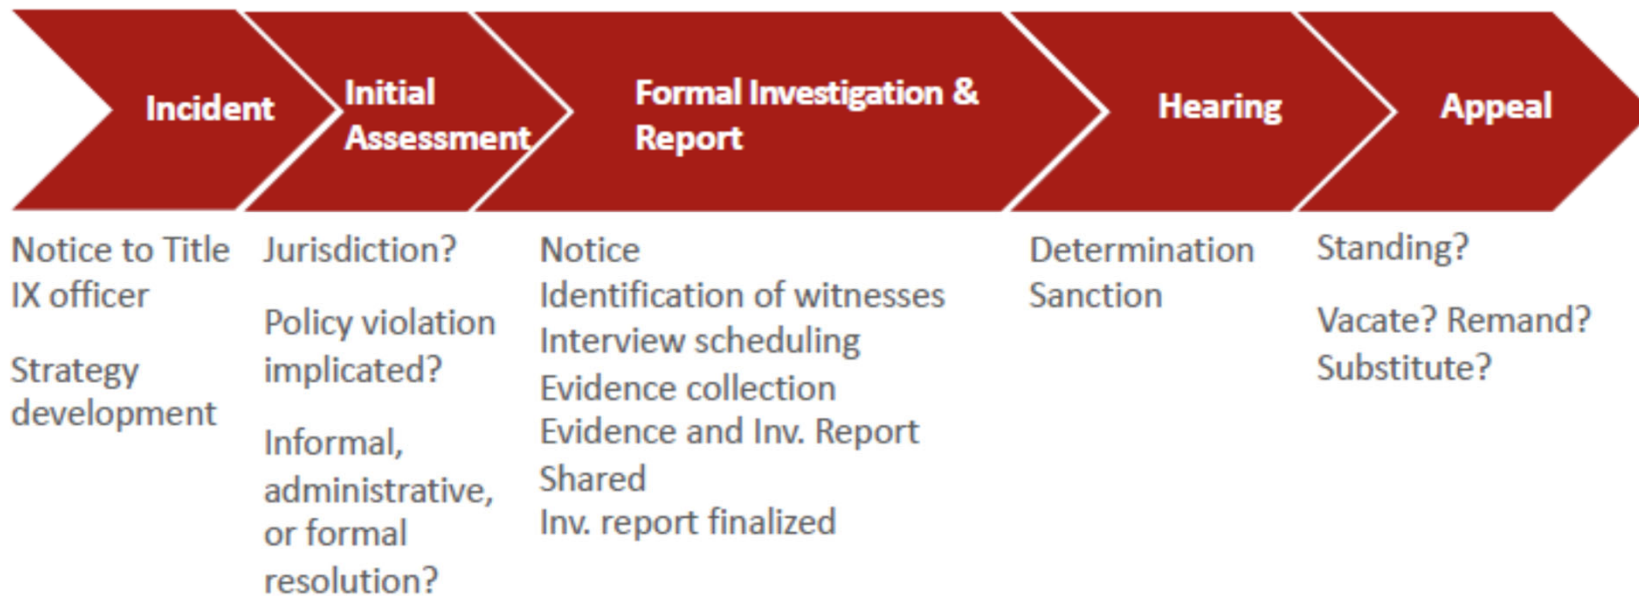 Incident
Initial
Assessment
Formal Investigation &
Report
Hearing
Appeal
Notice to Title
IX officer
Strategy
development
Jurisdiction?
Policy violation
implicated?
Informal,
administrative,
or formal
resolution?
Notice
Identification of witnesses
Interview scheduling
Evidence collection
Evidence and Inv. Report
Shared
Inv. report finalized
Determination
Sanction
Standing?
Vacate? Remand?
Substitute?